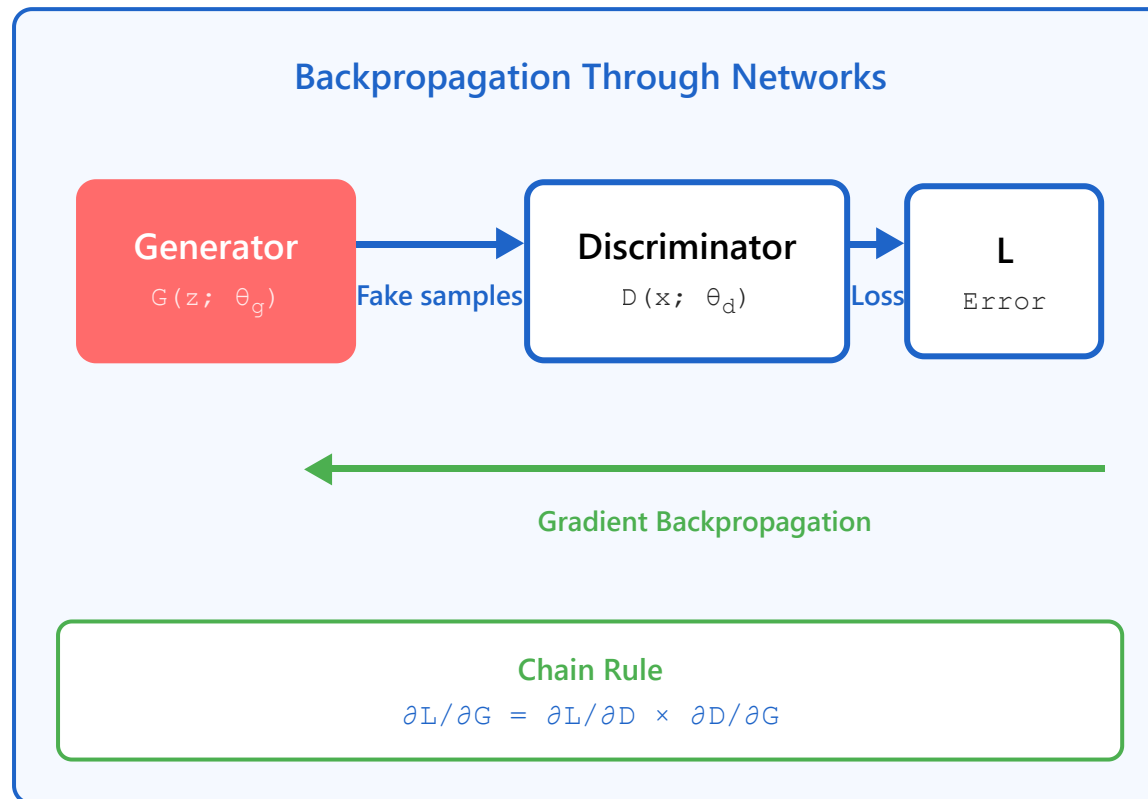 Backpropagation Through Networks
Generator
G(z; θg)
Fake samples
Discriminator
D(x; θd)
Loss
L
Error
Gradient Backpropagation
Chain Rule
∂L/∂G = ∂L/∂D × ∂D/∂G